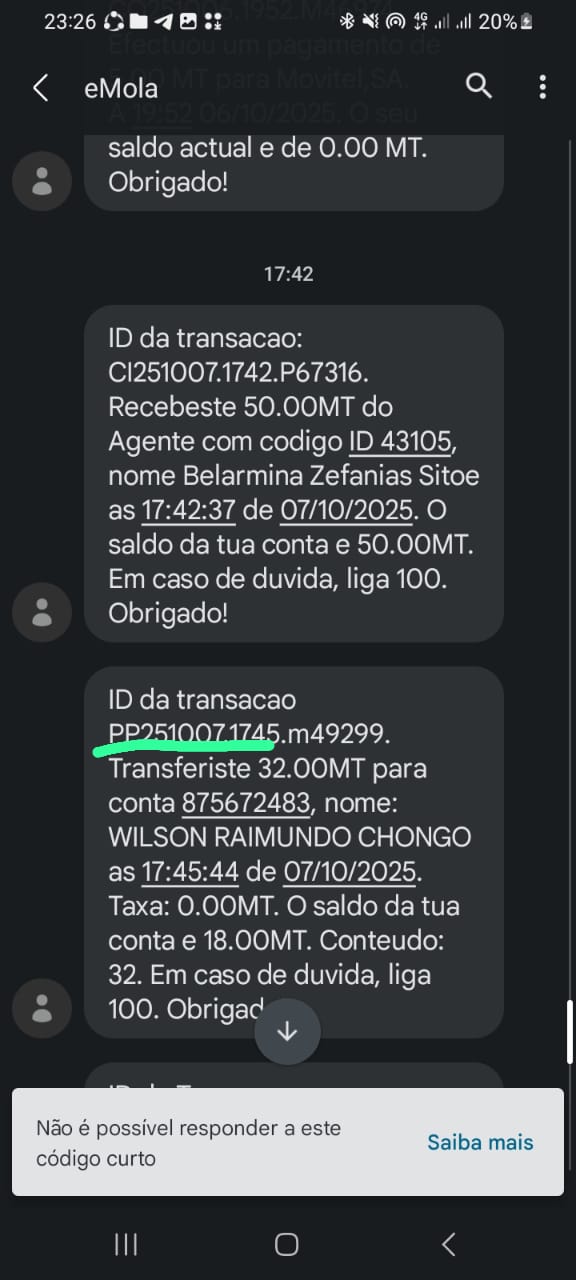 23:26
4G
20%
eMola
Efectuou um pagamento de
MT para Movitel,SA.
A 19:52 06/10/2025. O seu
saldo actual e de 0.00 MT.
Obrigado!
17:42
ID da transacao:
CI251007.1742.P67316.
Recebeste 50.00MT do
Agente com codigo ID 43105,
nome Belarmina Zefanias Sitoe
as 17:42:37 de 07/10/2025. O
saldo da tua conta e 50.00MT.
Em caso de duvida, liga 100.
Obrigado!
ID da transacao
PP251007.1745.m49299.
Transferiste 32.00MT para
conta 875672483, nome:
WILSON RAIMUNDO CHONGO
as 17:45:44 de 07/10/2025.
Taxa: 0.00MT. O saldo da tua
conta e 18.00MT. Conteudo:
32. Em caso de duvida, liga
100. Obrigad
Não é possível responder a este
código curto
Saiba mais